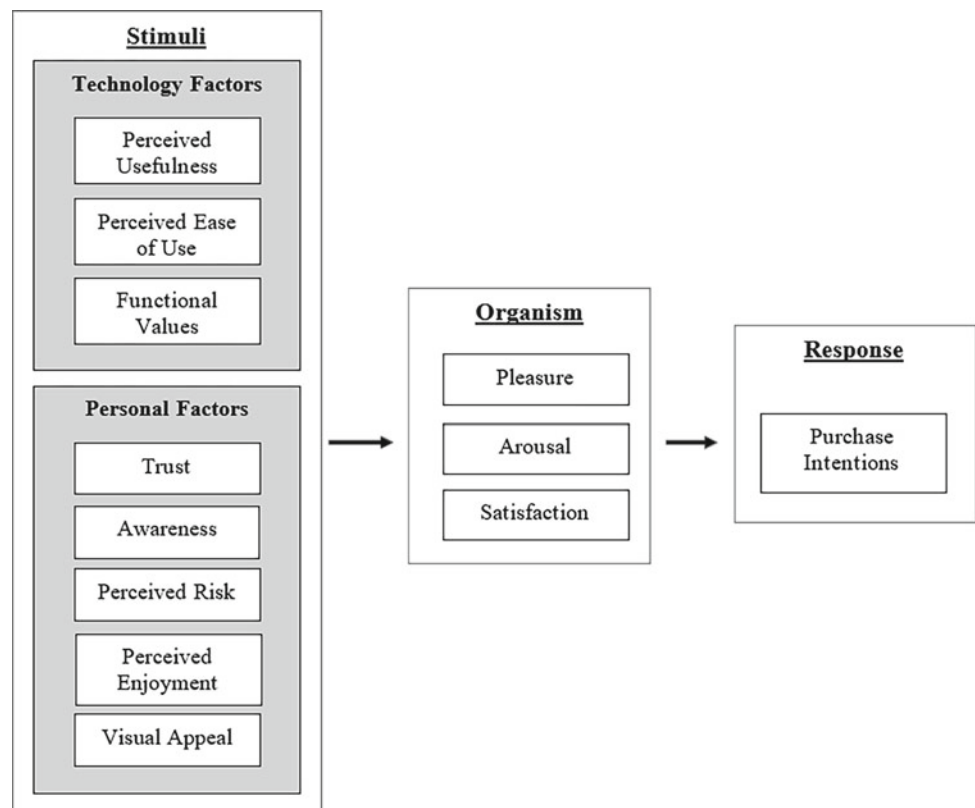 Stimuli
Technology Factors
Perceived
Usefulness
Perceived Ease
of Use
Functional
Values
Personal Factors
Trust
Awareness
Perceived Risk
Perceived
Enjoyment
Visual Appeal
Organism
Pleasure
Arousal
Satisfaction
Response
Purchase
Intentions